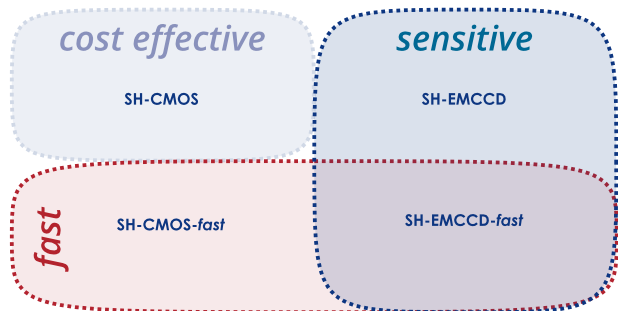 cost effective
sensitive
SH-CMOS
SH-EMCCD
fast
SH-CMOS-fast
SH-EMCCD-fast